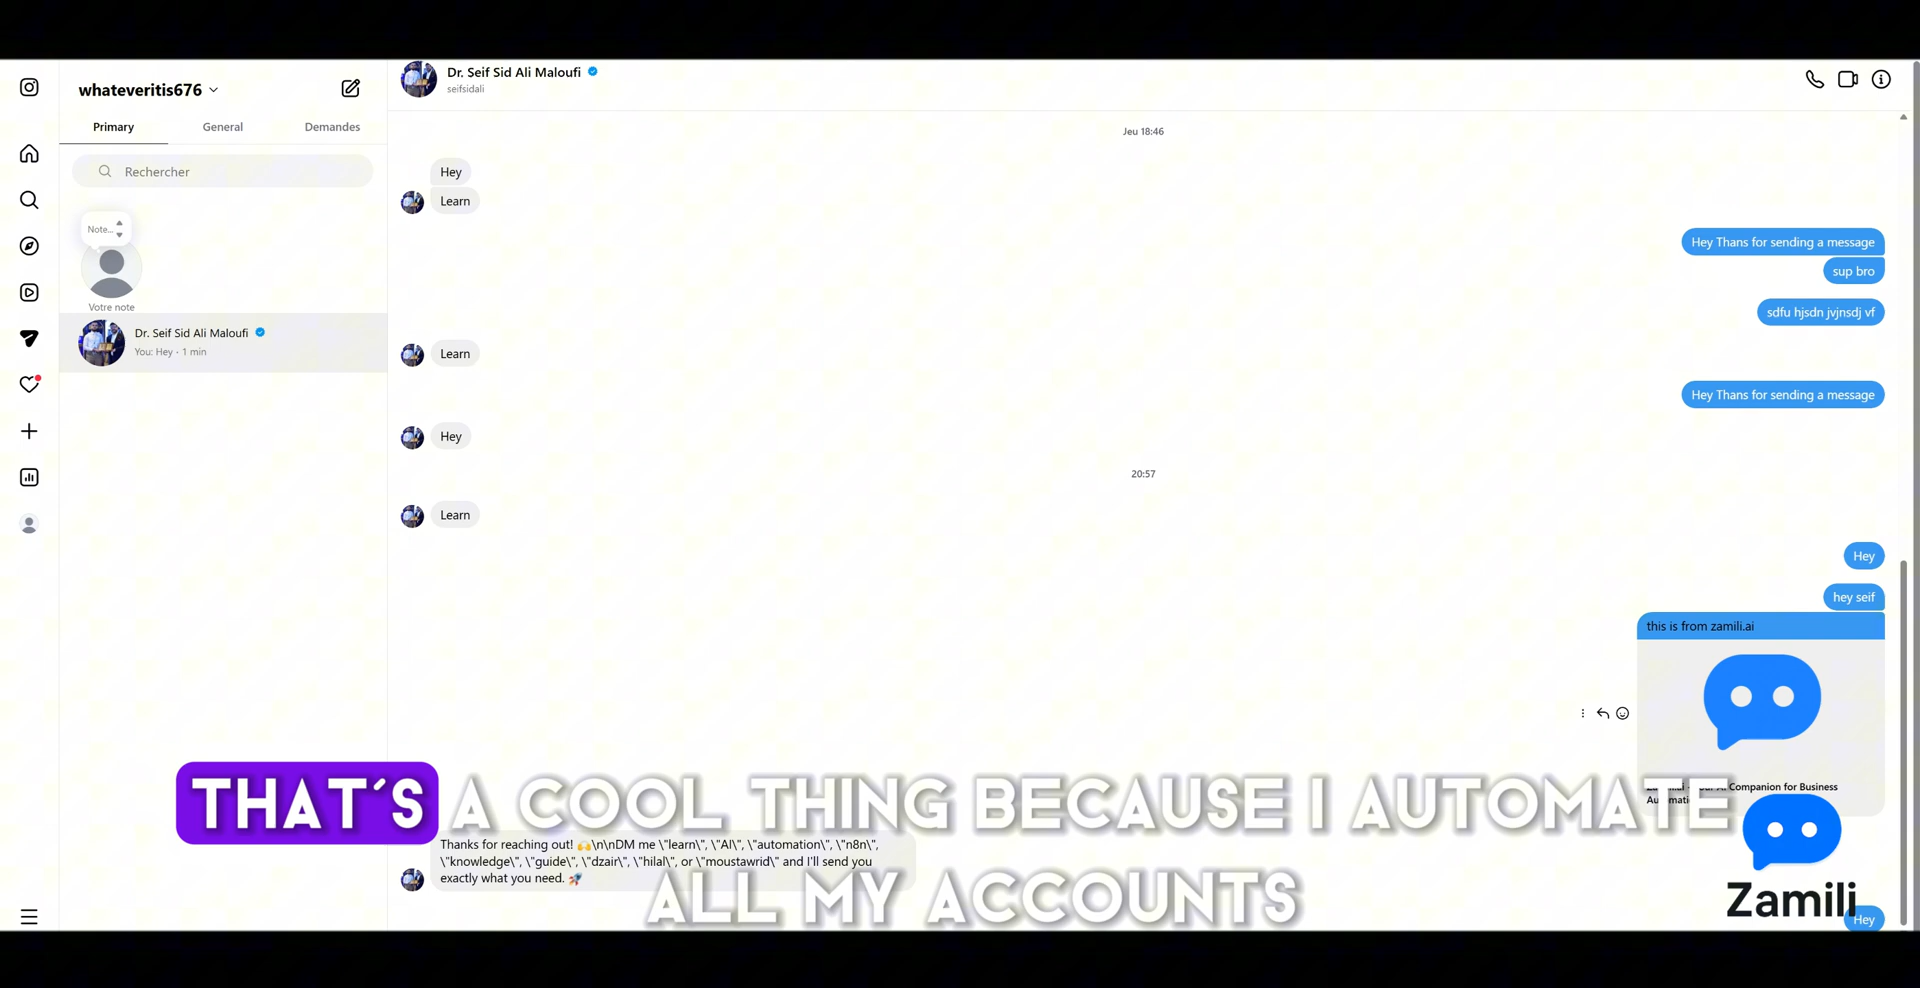 whateveritis676
Primary
General
Demandes
Rechercher
Note...
Votre note
Dr. Seif Sid Ali Maloufi
You: Hey · 1 min
Dr. Seif Sid Ali Maloufi
seifsidali
Jeu 18:46
Hey
Learn
Hey Thans for sending a message
sup bro
sdfu hjsdn jvjnsdj vf
Learn
Hey Thans for sending a message
Hey
20:57
Learn
Hey
hey seif
this is from zamili.ai
Companion for Business
THAT'S A COOL THING BECAUSE I AUTOMATE
ALL MY ACCOUNTS
Thanks for reaching out! 🙌\n\nDM me \"learn\", \"AI\", \"automation\", \"n8n\",
\"knowledge\", \"guide\", \"dzair\", \"hilal\", or \"moustawrid\" and I'll send you
exactly what you need. 🚀
Zamili
Hey